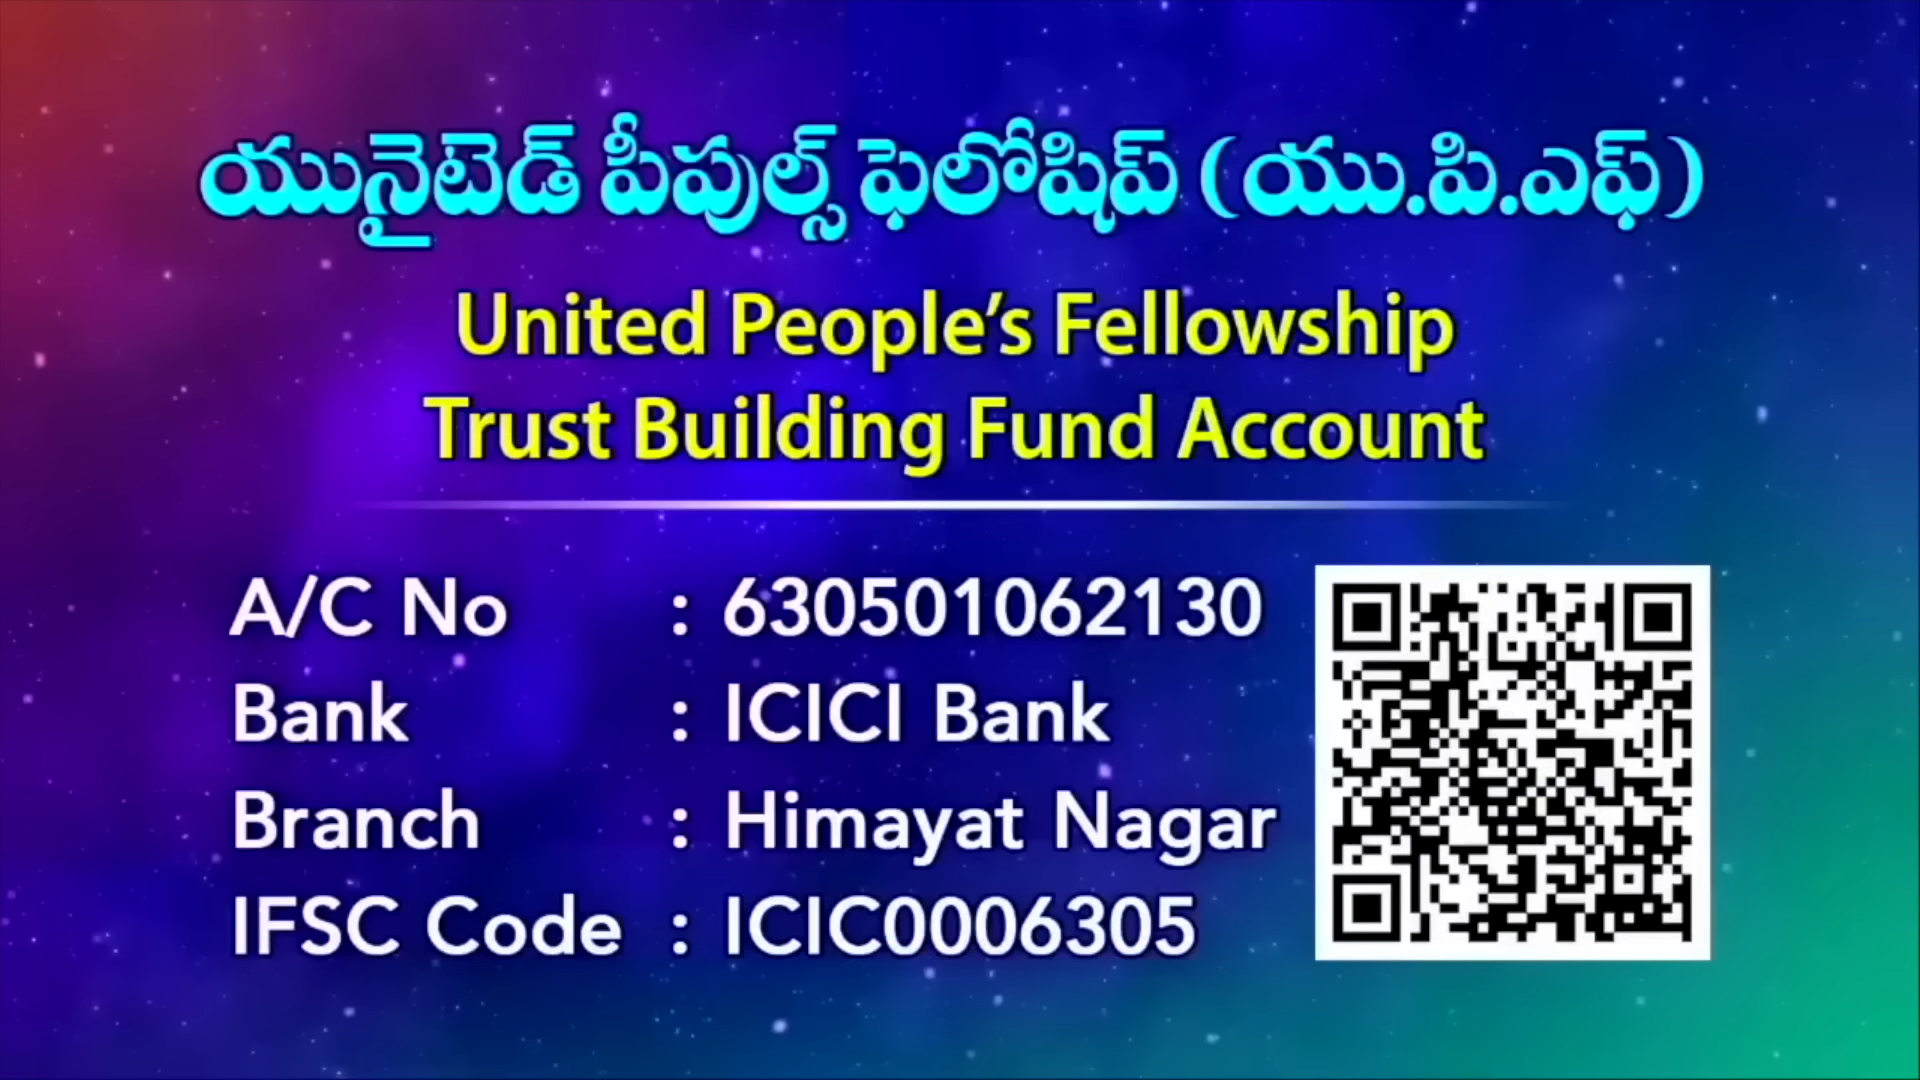 యునైటెడ్ పీపుల్స్ ఫెలోషిప్ (యు.పి.ఎఫ్)
United People’s Fellowship
Trust Building Fund Account
A/C No : 630501062130
Bank : ICICI Bank
Branch : Himayat Nagar
IFSC Code : ICIC0006305